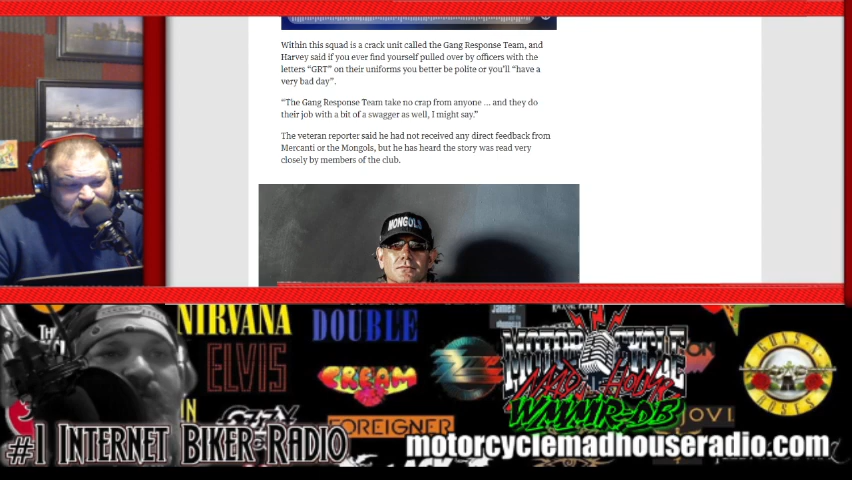 Within this squad is a crack unit called the Gang Response Team, and
Harvey said if you ever find yourself pulled over by officers with the
letters “GRT” on their uniforms you better be polite or you’ll “have a
very bad day”.
“The Gang Response Team take no crap from anyone ... and they do
their job with a bit of a swagger as well, I might say.”
The veteran reporter said he had not received any direct feedback from
Mercanti or the Mongols, but he has heard the story was read very
closely by members of the club.
MONGOLS
NIRVANA
DOUBLE
ELVIS
CREAM
FOREIGNER
MOTORCYCLE
MAD HOUSE
WMMR-DB
GUNS
ROSES
#1 INTERNET BIKER RADIO
motorcyclemadhouseradio.com